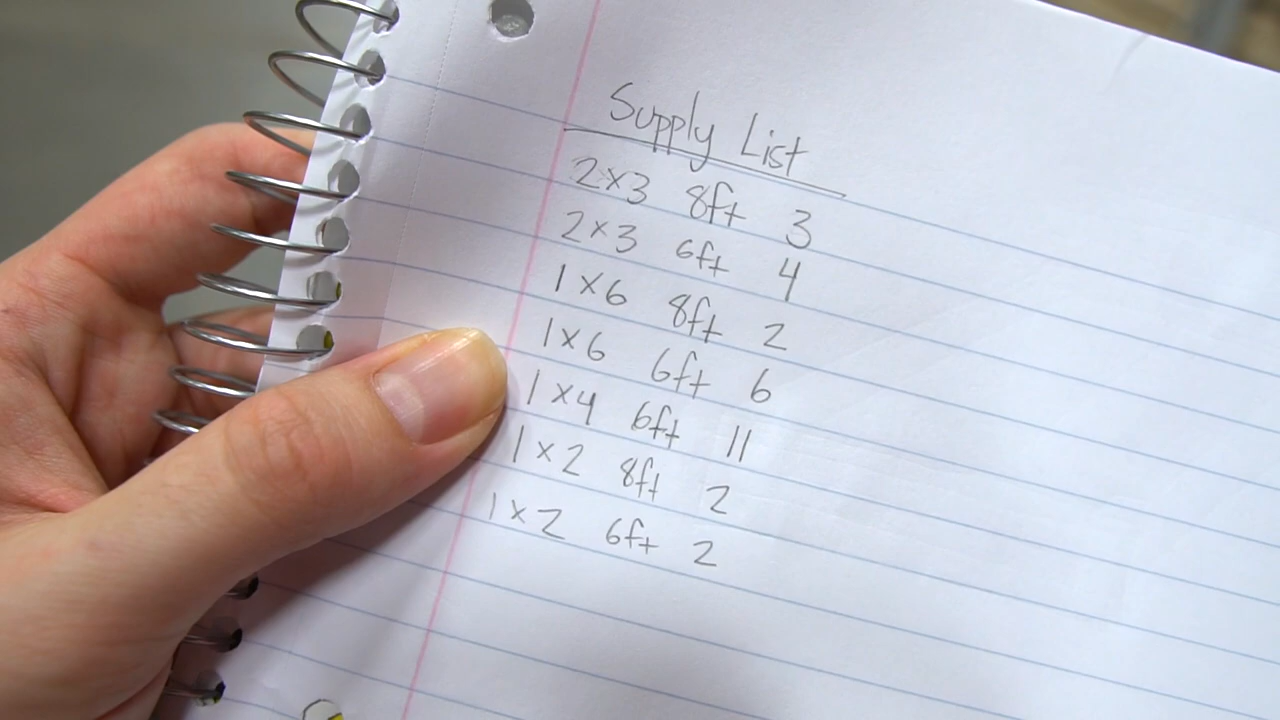 Supply List
2x3 8ft 3
2x3 6ft 4
1x6 8ft 2
1x6 6ft 6
1x4 6ft 11
1x2 8ft 2
1x2 6ft 2